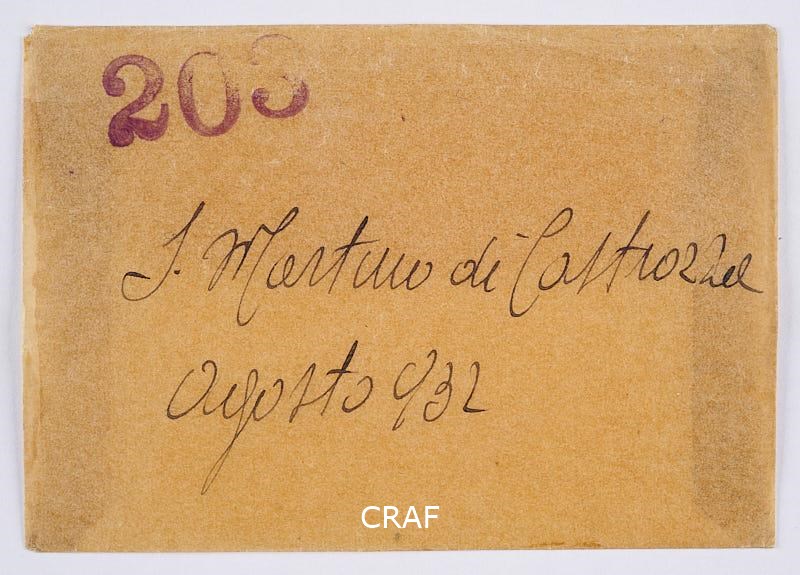 203
S. Martino di Castrozza
Agosto 932
CRAF